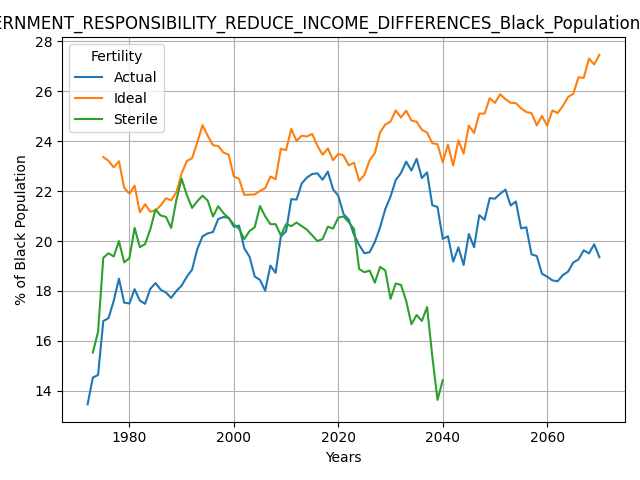 ERNMENT_RESPONSIBILITY_REDUCE_INCOME_DIFFERENCES_Black_Population
Fertility
Actual
Ideal
Sterile
% of Black Population
28
26
24
22
20
18
16
14
1980 2000 2020 2040 2060
Years